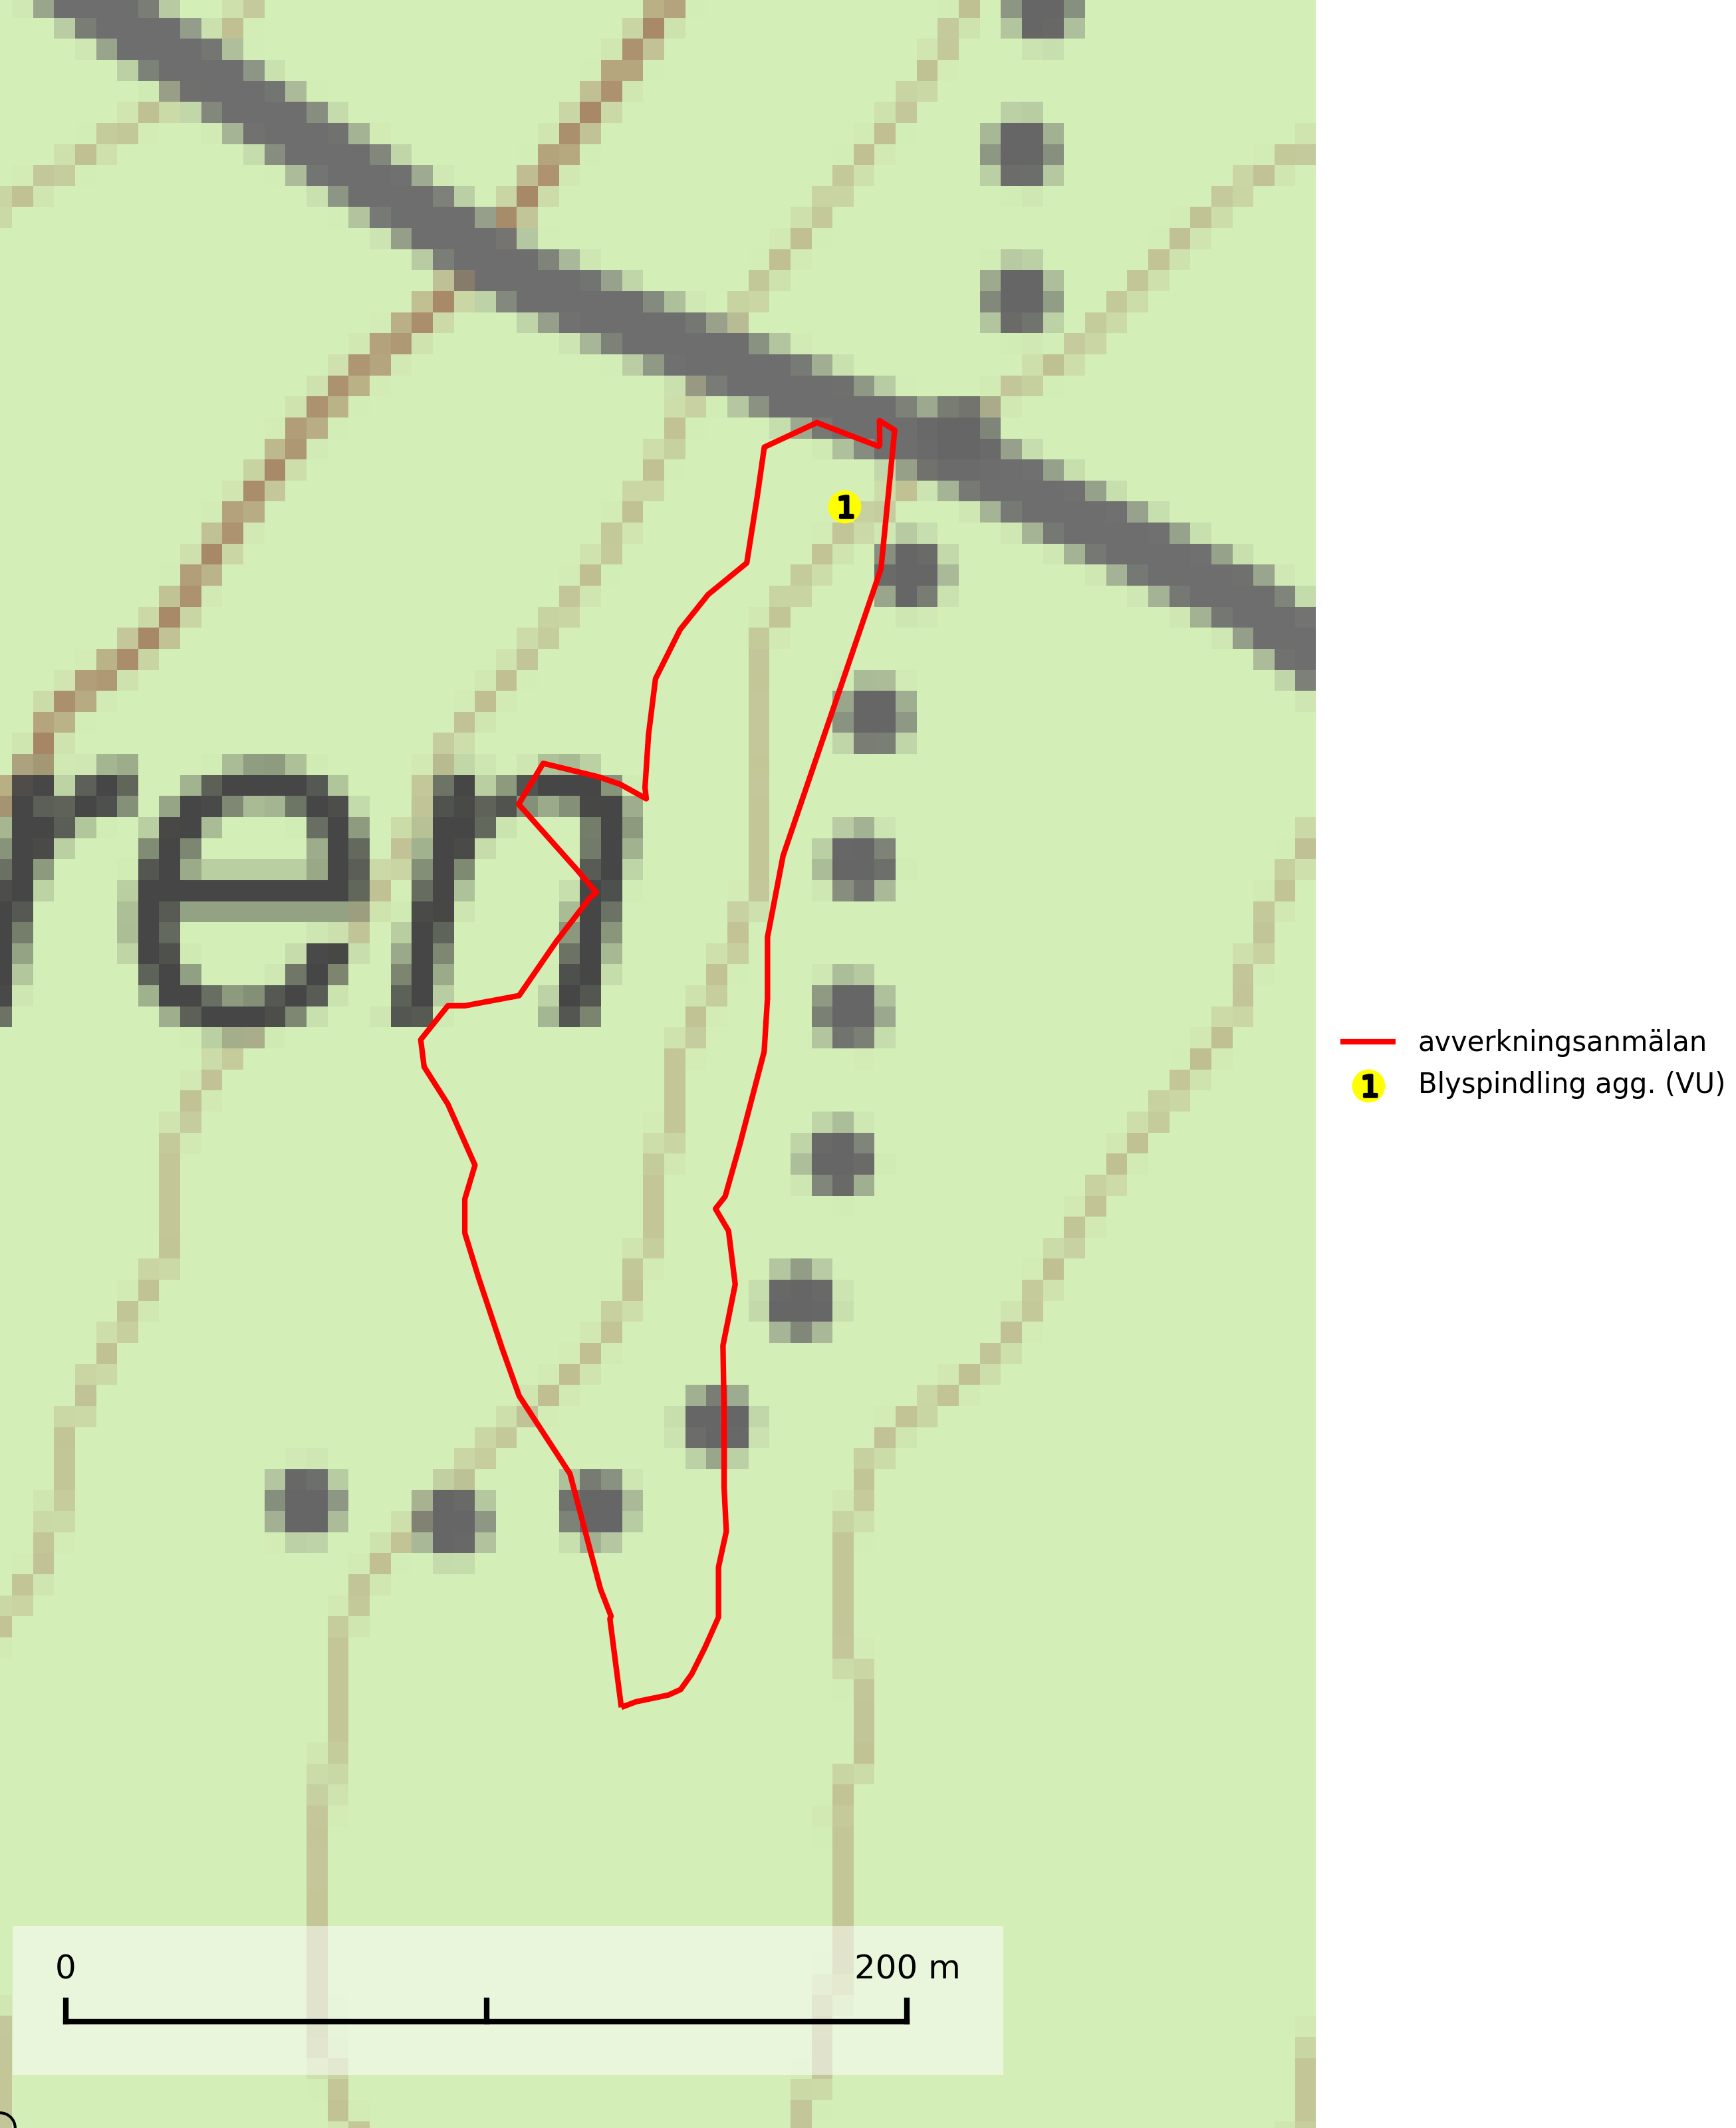 1
ren
avverkningsanmälan
1 Blyspindling agg. (VU)
0 200 m